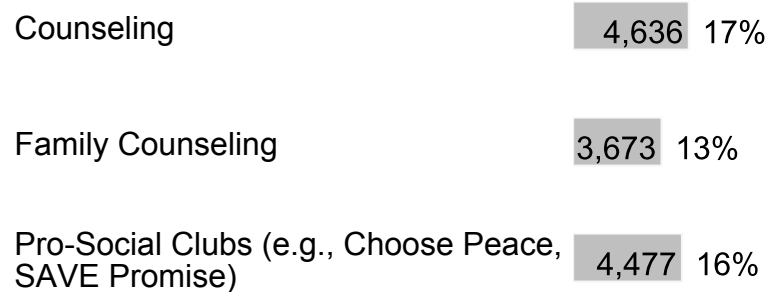 Counseling 4,636 17%
Family Counseling 3,673 13%
Pro-Social Clubs (e.g., Choose Peace,
SAVE Promise) 4,477 16%